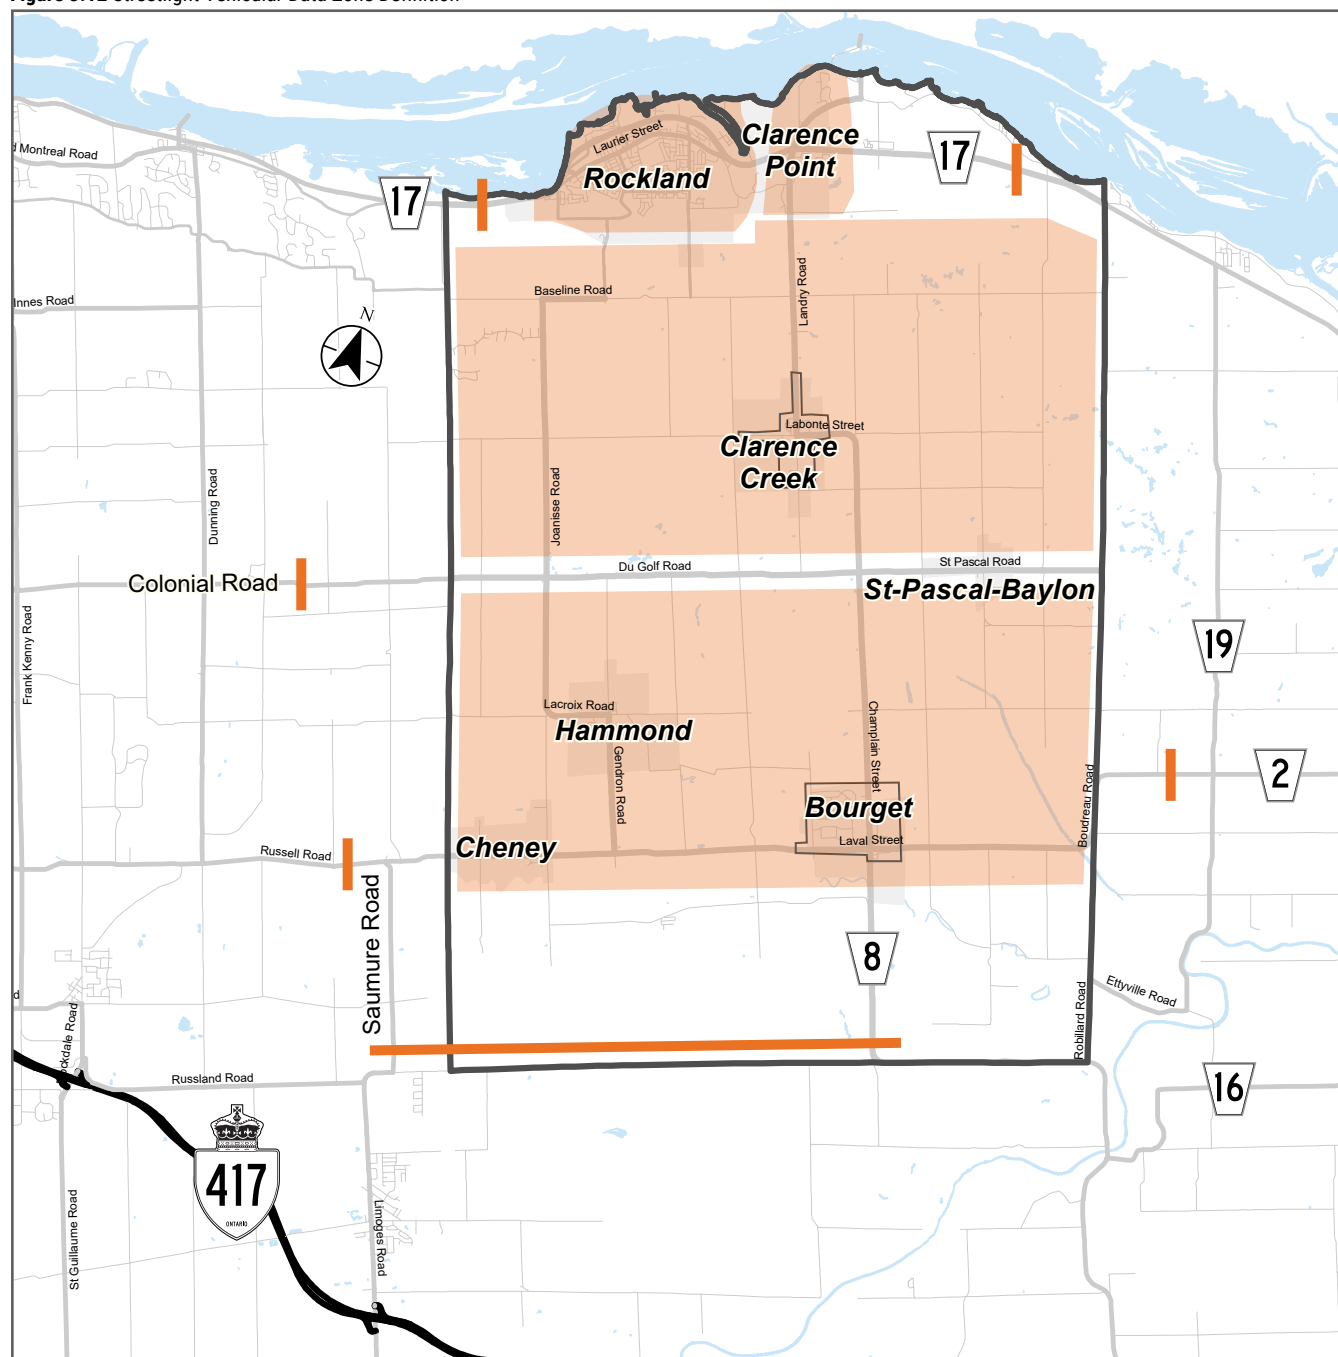 d Montreal Road
17
Laurier Street
Rockland
Clarence
Point
17
Innes Road
N
Baseline Road
Landry Road
Labonte Street
Clarence
Creek
Dunning Road
Joanisse Road
Colonial Road
Du Golf Road
St Pascal Road
St-Pascal-Baylon
Frank Kenny Road
19
Lacroix Road
Hammond
Gendron Road
Champlain Street
2
Bourget
Boudreau Road
Russell Road
Cheney
Laval Street
Saumure Road
8
d
Ettyville Road
Robillard Road
ockdale Road
Russland Road
16
417
ONTARIO
St Guillaume Road
Limoges Road